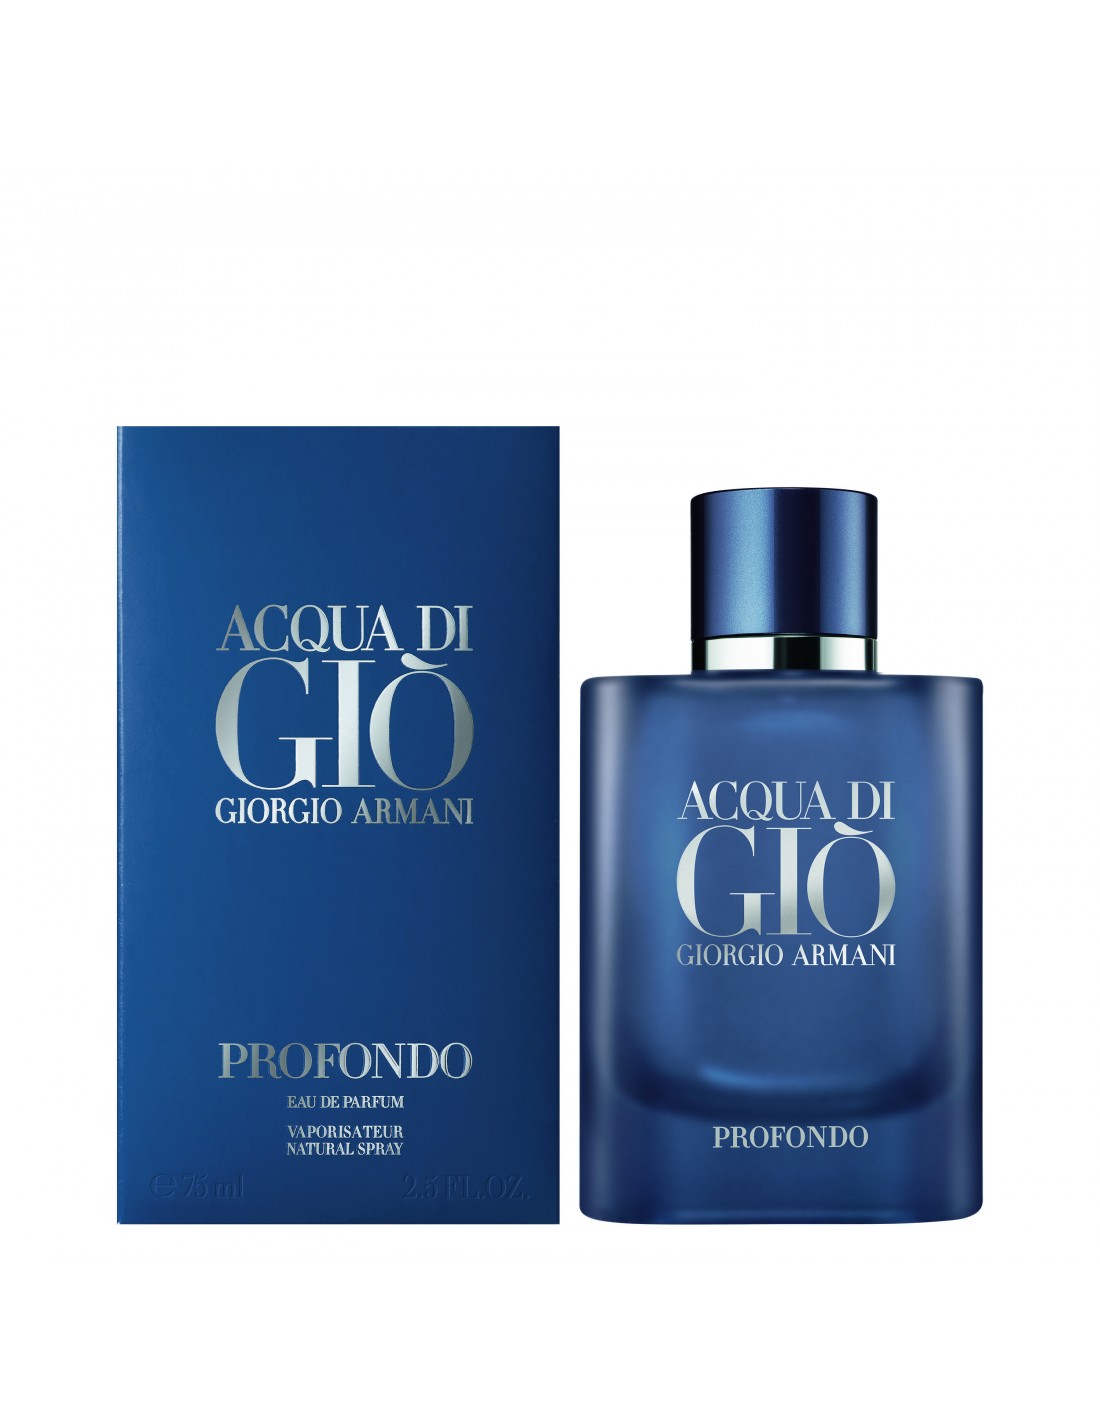 ACQUA DI
GIÒ
GIORGIO ARMANI
PROFONDO
EAU DE PARFUM
VAPORISATEUR
NATURAL SPRAY
℮ 75 ml 2.5 FL.OZ.
ACQUA DI
GIÒ
GIORGIO ARMANI
PROFONDO